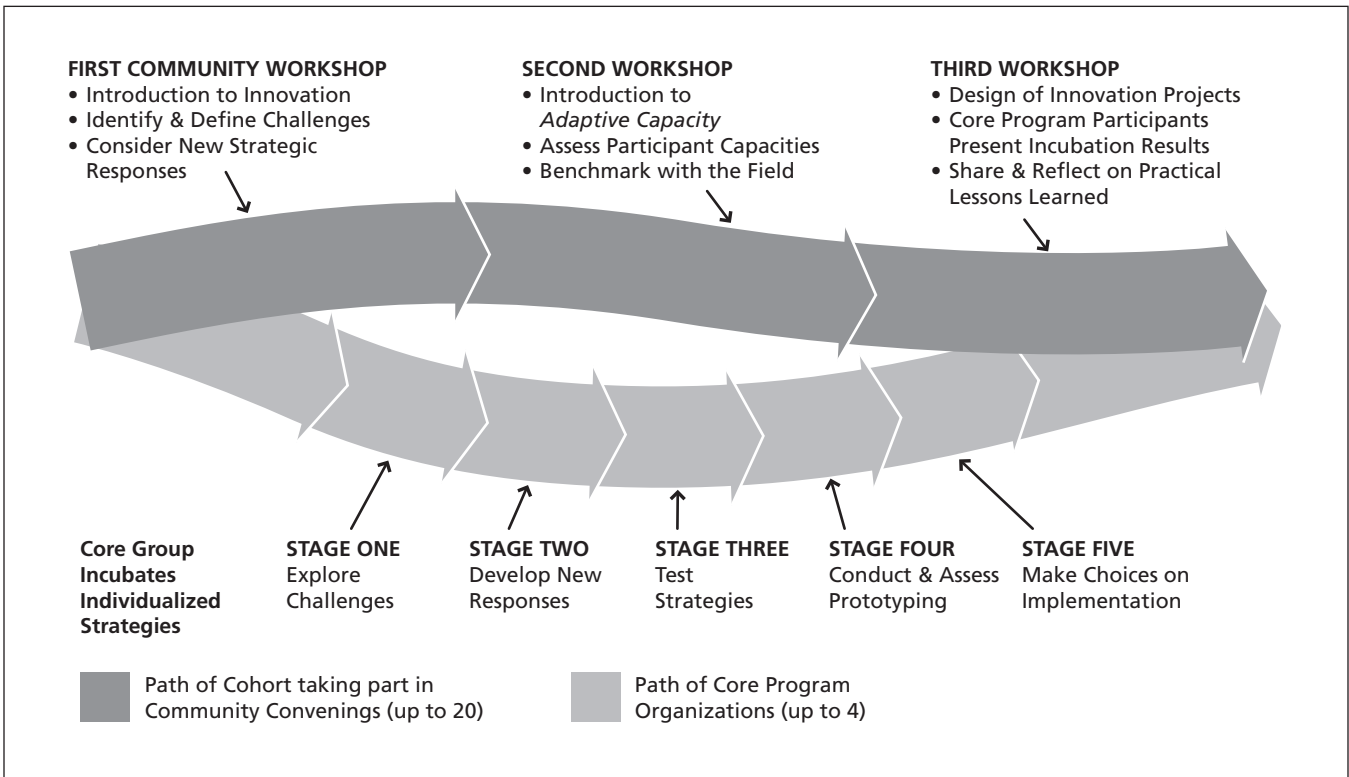 FIRST COMMUNITY WORKSHOP
• Introduction to Innovation
• Identify & Define Challenges
• Consider New Strategic
Responses
SECOND WORKSHOP
• Introduction to
Adaptive Capacity
• Assess Participant Capacities
• Benchmark with the Field
THIRD WORKSHOP
• Design of Innovation Projects
• Core Program Participants
Present Incubation Results
• Share & Reflect on Practical
Lessons Learned
Core Group
Incubates
Individualized
Strategies
STAGE ONE
Explore
Challenges
STAGE TWO
Develop New
Responses
STAGE THREE
Test
Strategies
STAGE FOUR
Conduct & Assess
Prototyping
STAGE FIVE
Make Choices on
Implementation
Path of Cohort taking part in
Community Convenings (up to 20)
Path of Core Program
Organizations (up to 4)